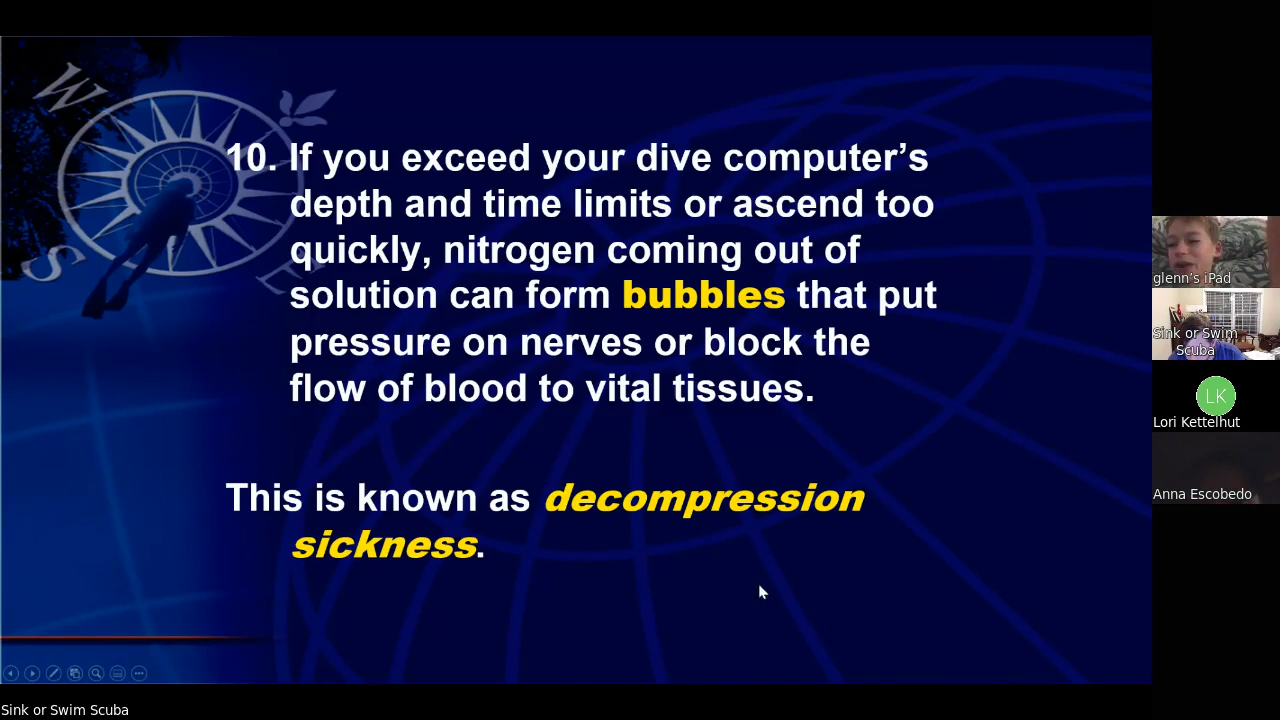 W
S
E
10. If you exceed your dive computer’s
depth and time limits or ascend too
quickly, nitrogen coming out of
solution can form bubbles that put
pressure on nerves or block the
flow of blood to vital tissues.
This is known as decompression
sickness.
glenn’s iPad
Sink or Swim
Scuba
LK
Lori Kettelhut
Anna Escobedo
Sink or Swim Scuba